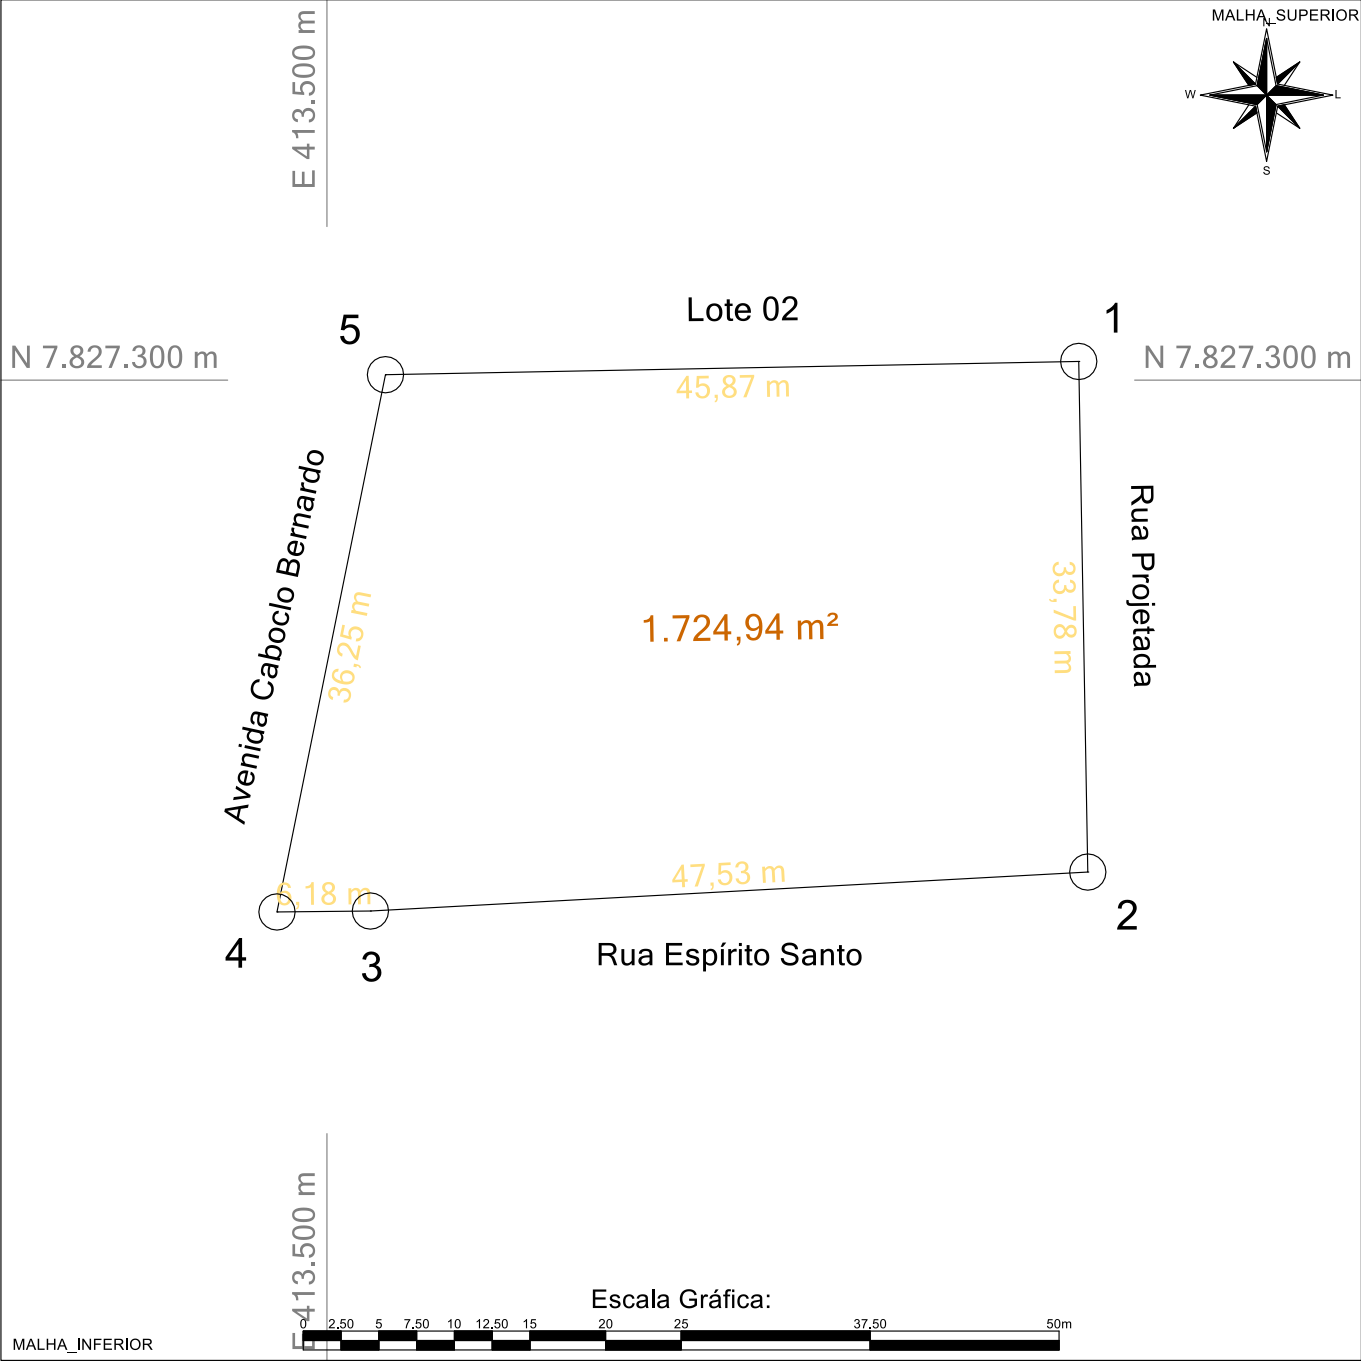 MALHA_SUPERIOR
N
W
L
S
E 413.500 m
Lote 02
5
1
N 7.827.300 m
N 7.827.300 m
45,87 m
Avenida Caboclo Bernardo
36,25 m
33,78 m
Rua Projetada
1.724,94 m²
6,18 m
47,53 m
4
3
2
Rua Espírito Santo
E 413.500 m
Escala Gráfica:
0 2.50 5 7.50 10 12.50 15 20 25 37.50 50m
MALHA_INFERIOR